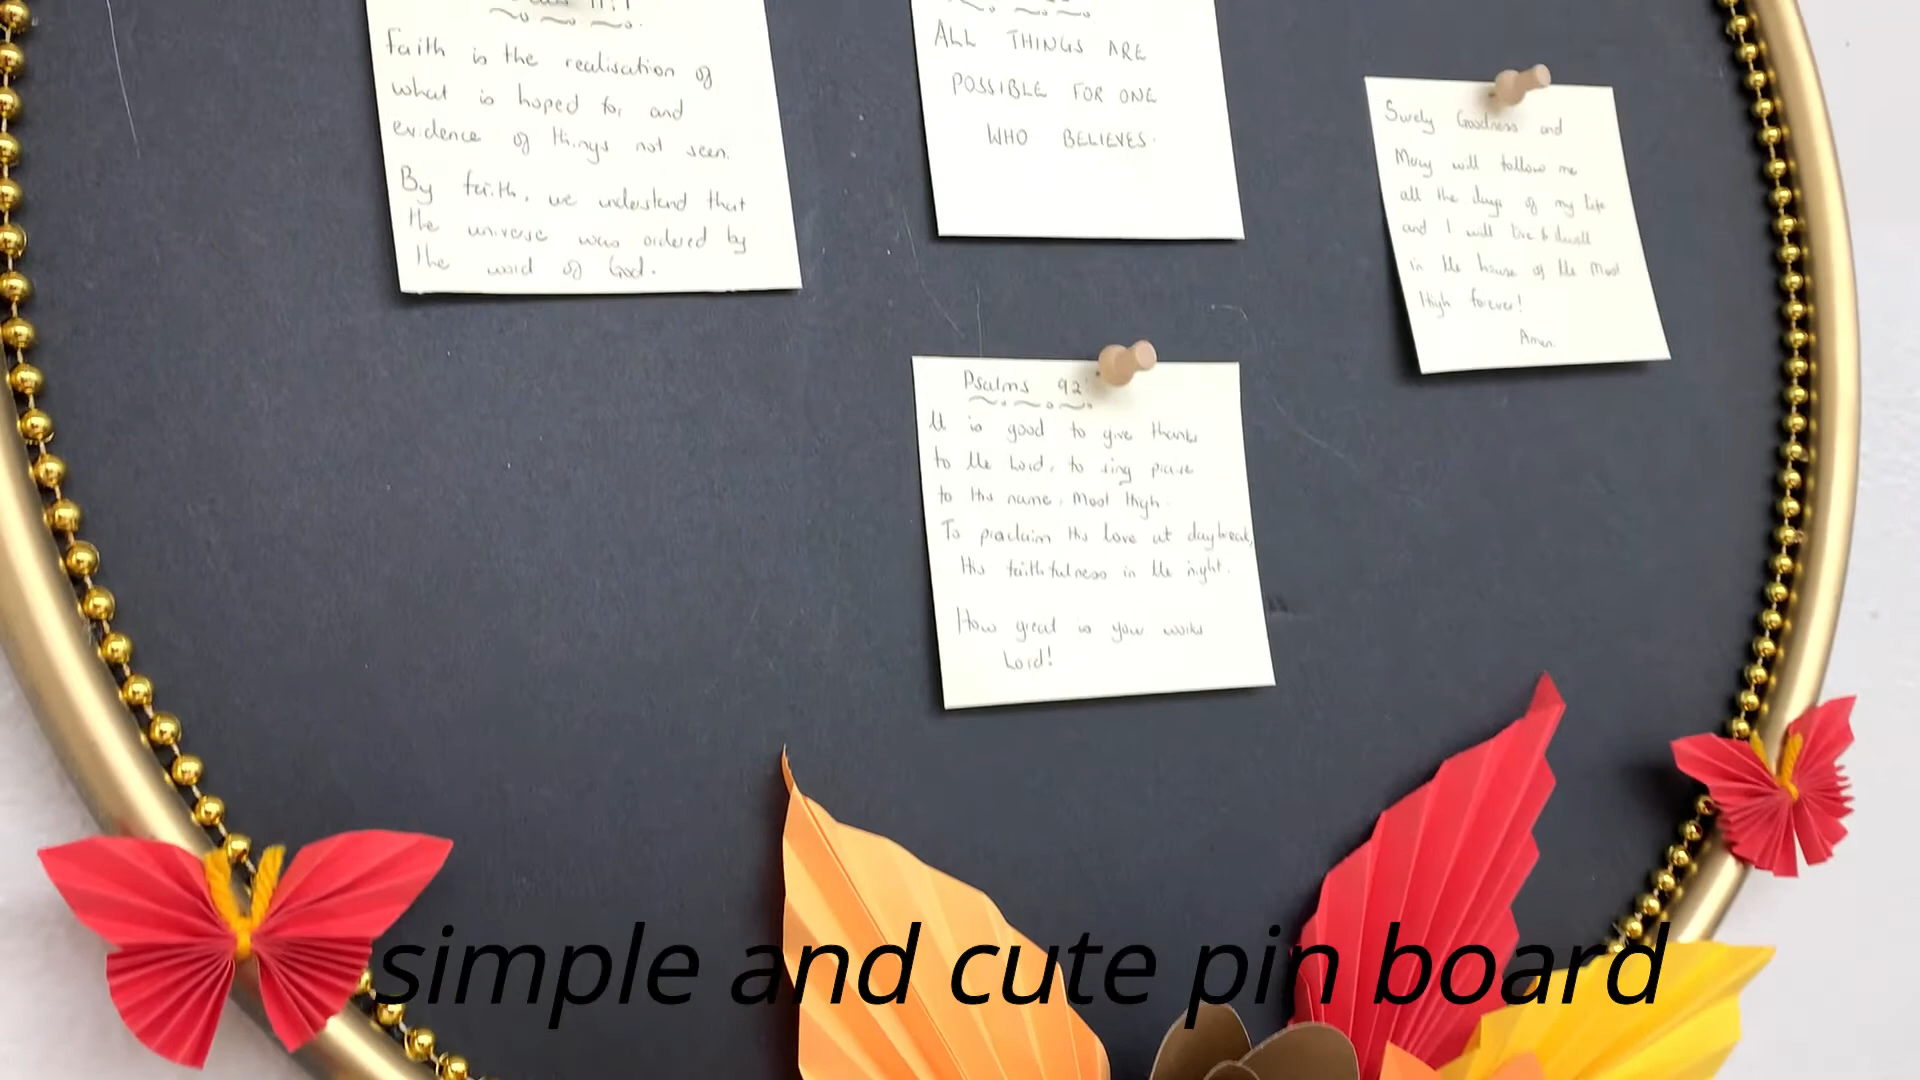 Faith is the realisation of
what is hoped for and
evidence of things not seen.
By faith, we understand that
the universe was ordered by
the word of God.
ALL THINGS ARE
POSSIBLE FOR ONE
WHO BELIEVES.
Surely Goodness and
Mercy will follow me
all the days of my life
and I will live & dwell
in the house of the Most
High forever!
Amen.
Psalms 92:
It is good to give thanks
to the Lord, to sing praise
to His name, Most High.
To proclaim His love at daybreak,
His faithfulness in the night.
How great is your works
Lord!
simple and cute pin board